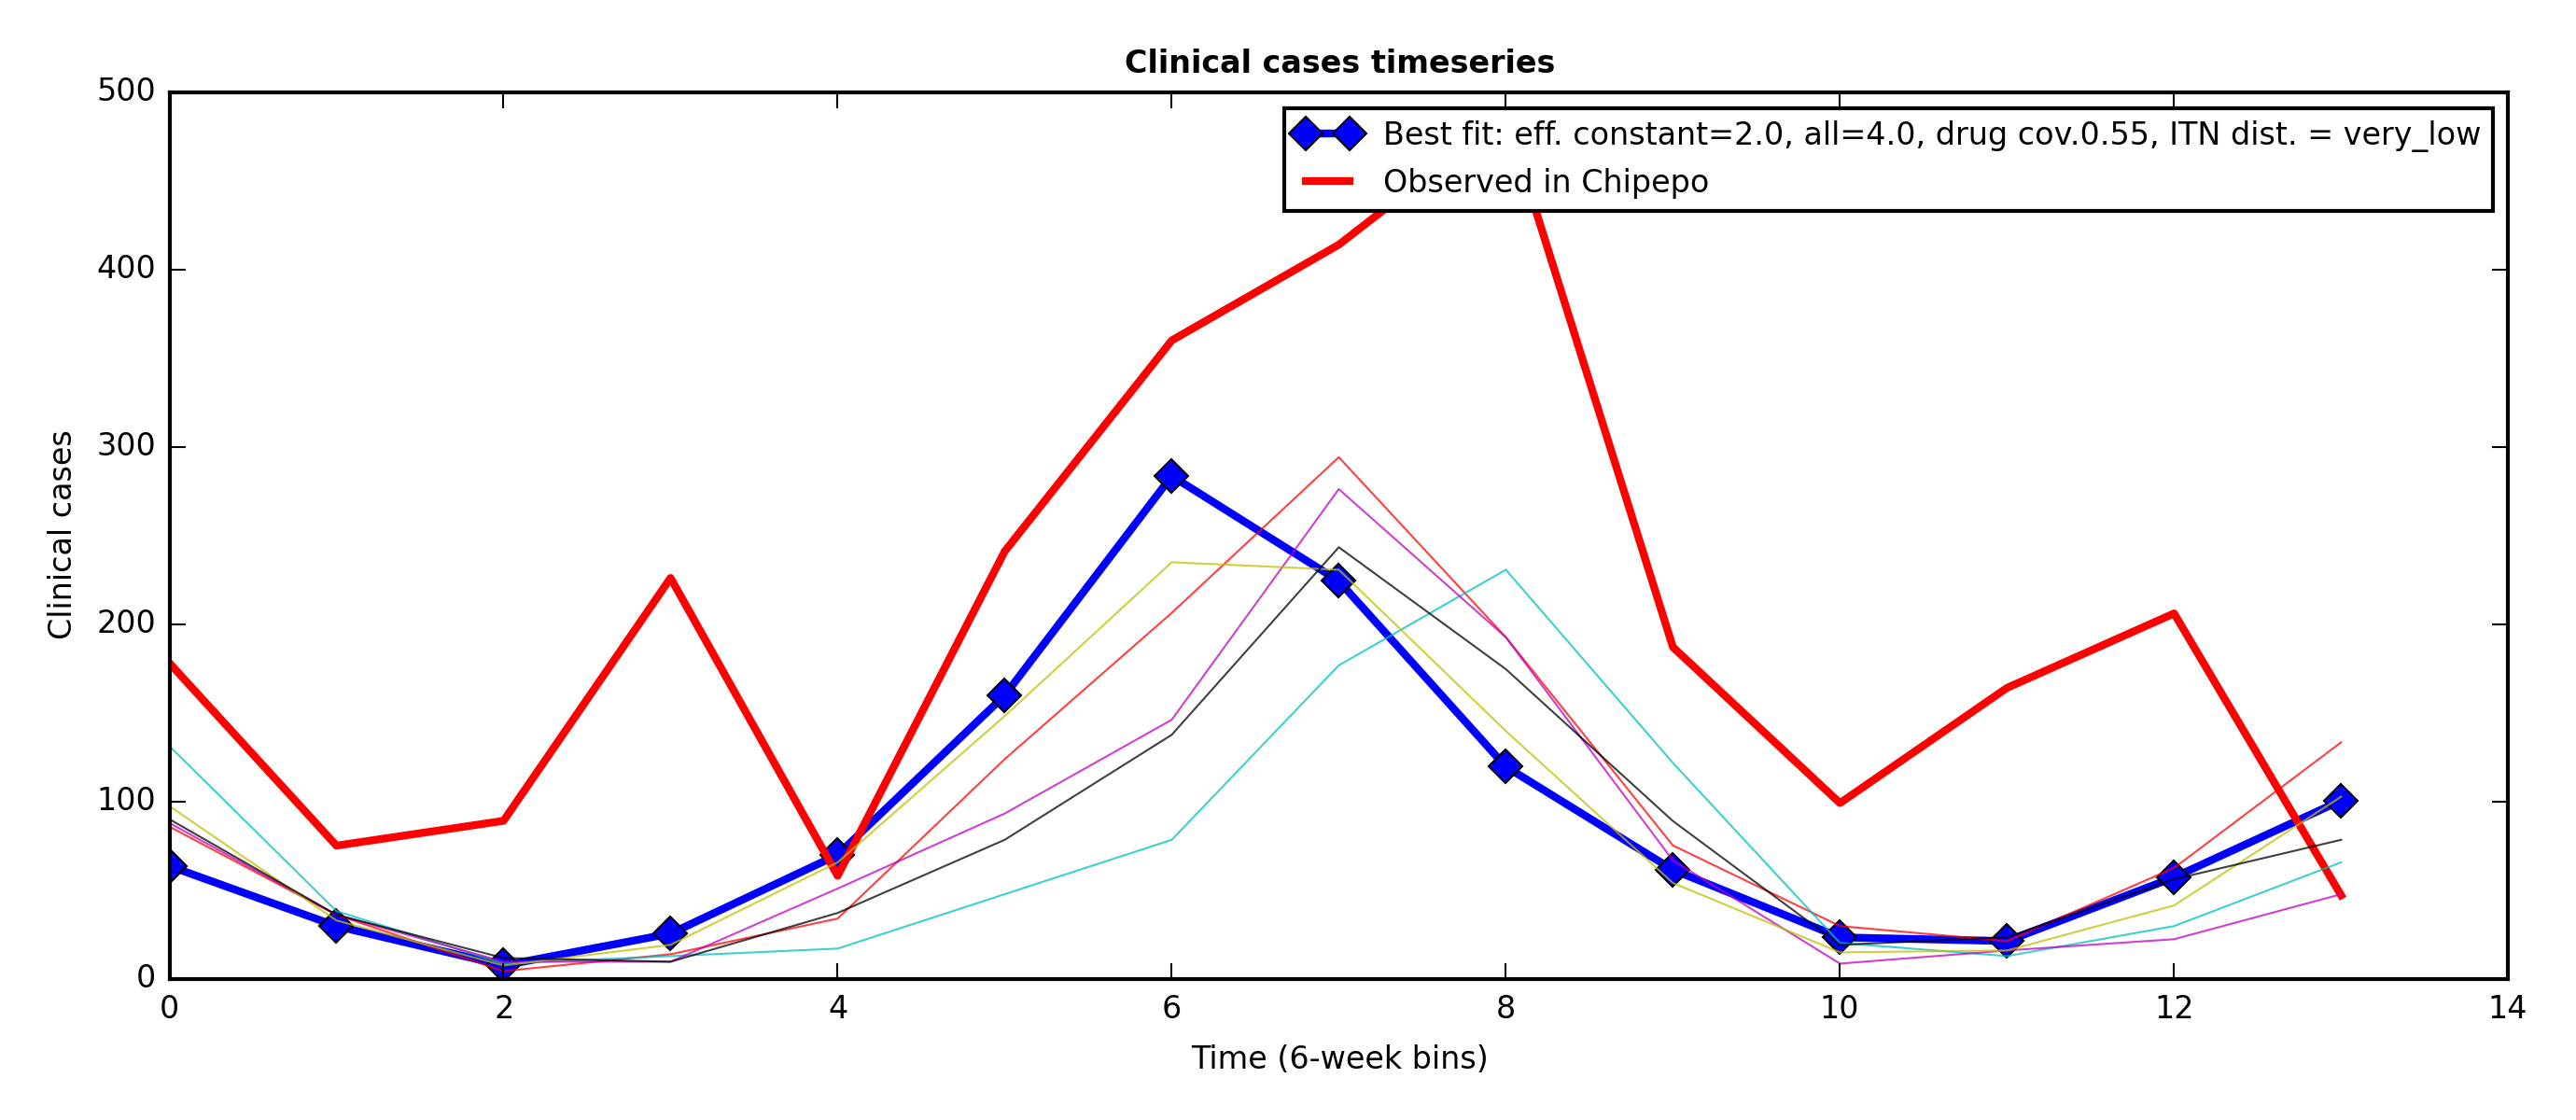 Clinical cases timeseries
500
400
300
200
100
0
Clinical cases
Best fit: eff. constant=2.0, all=4.0, drug cov.0.55, ITN dist. = very_low
Observed in Chipepo
0 2 4 6 8 10 12 14
Time (6-week bins)